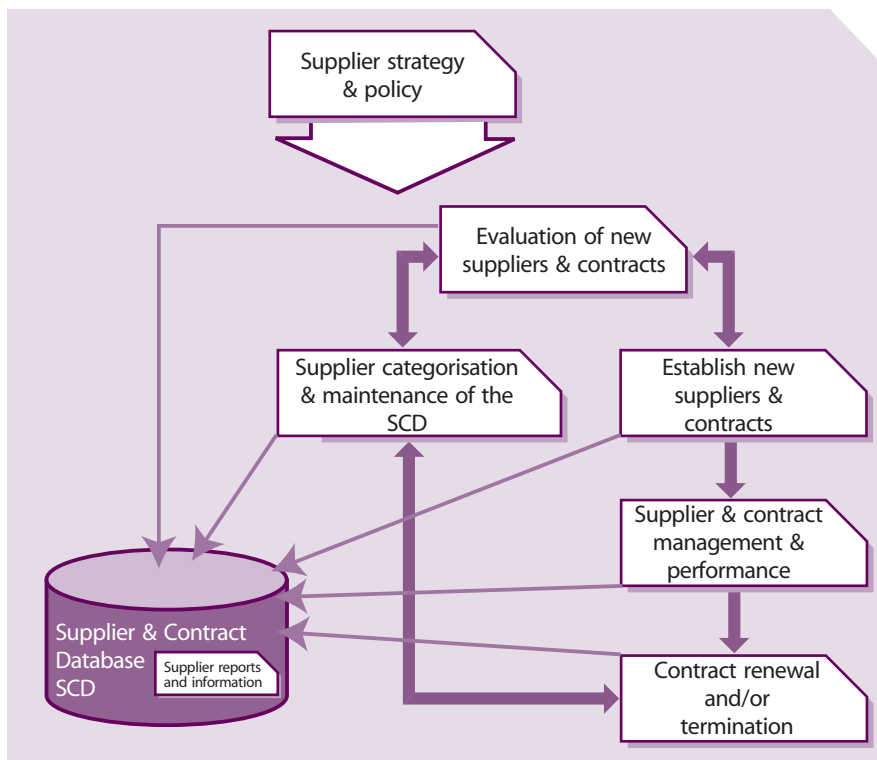 Supplier strategy
& policy
Evaluation of new
suppliers & contracts
Supplier categorisation
& maintenance of the
SCD
Establish new
suppliers &
contracts
Supplier & contract
management &
performance
Supplier & Contract
Database
SCD
Supplier reports
and information
Contract renewal
and/or
termination